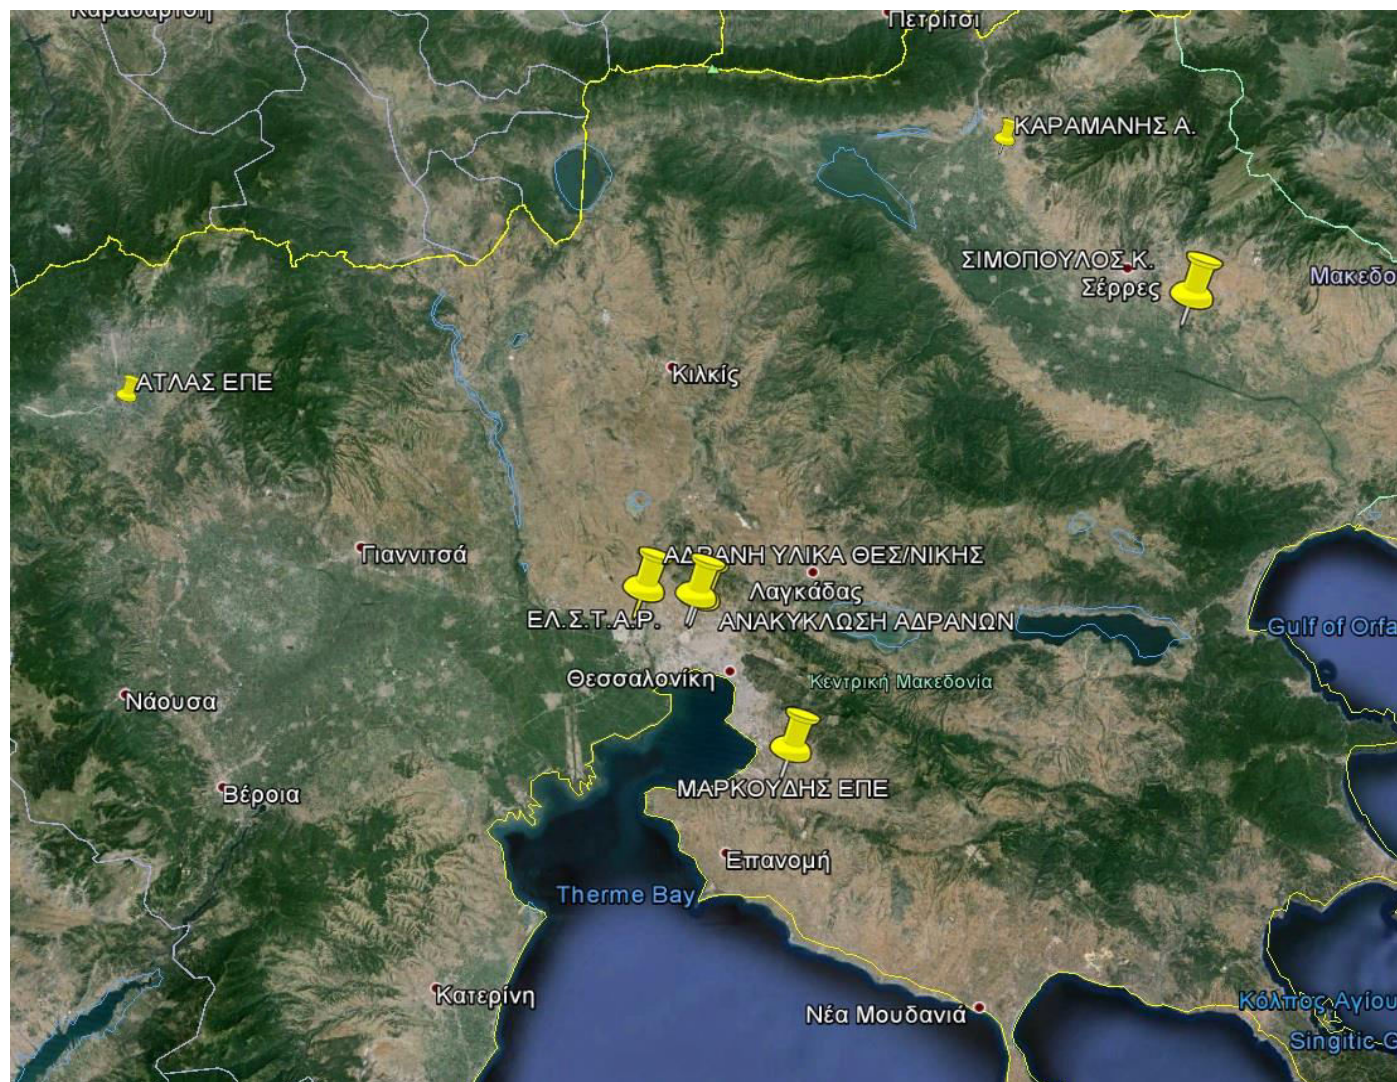 Πετρίτσι
ΚΑΡΑΜΑΝΗΣ Α.
ΣΙΜΟΠΟΥΛΟΣ Κ.
Σέρρες
Μακεδο
ΑΤΛΑΣ ΕΠΕ
Κιλκίς
Γιαννιτσά
ΑΔΡΑΝΗ ΥΛΙΚΑ ΘΕΣ/ΝΙΚΗΣ
Λαγκάδας
ΕΛ.Σ.Τ.Α.Ρ.
ΑΝΑΚΥΚΛΩΣΗ ΑΔΡΑΝΩΝ
Gulf of Orfa
Θεσσαλονίκη
Κεντρική Μακεδονία
Νάουσα
ΜΑΡΚΟΥΔΗΣ ΕΠΕ
Βέροια
Επανομή
Therme Bay
Κατερίνη
Νέα Μουδανιά
Κόλπος Αγίου
Singitic G